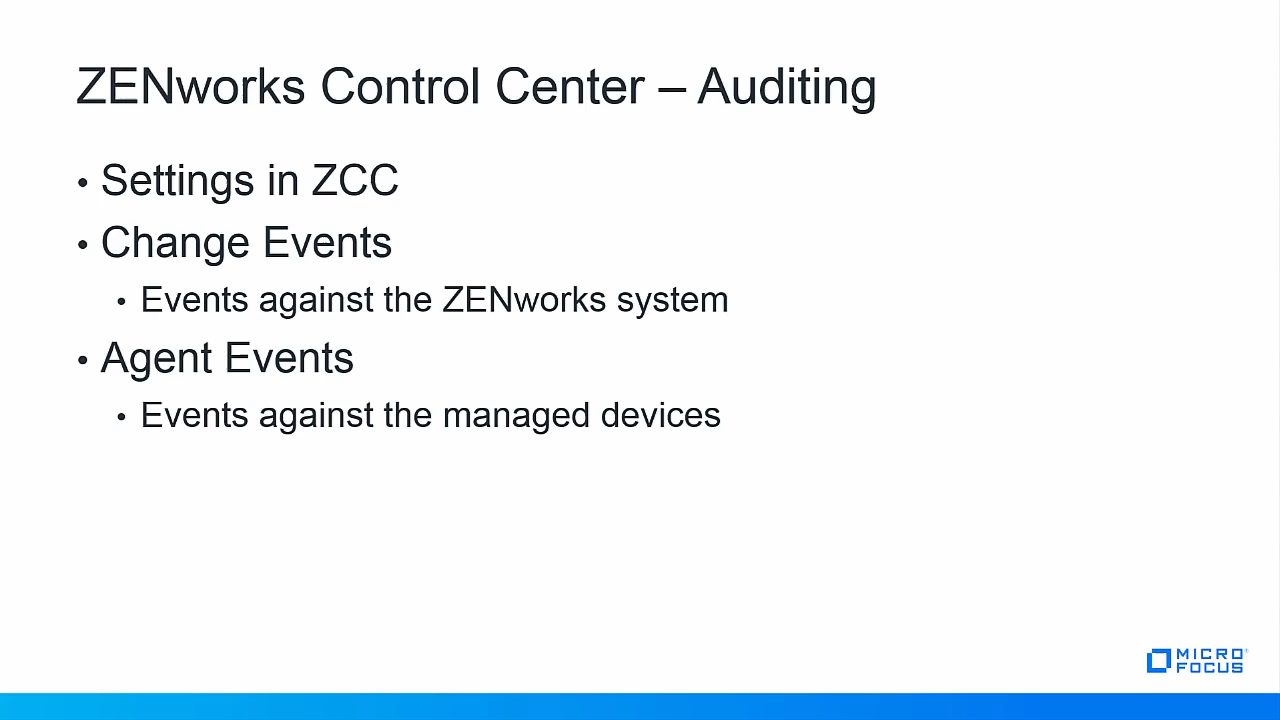 ZENworks Control Center – Auditing
• Settings in ZCC
• Change Events
• Events against the ZENworks system
• Agent Events
• Events against the managed devices
MICRO
FOCUS